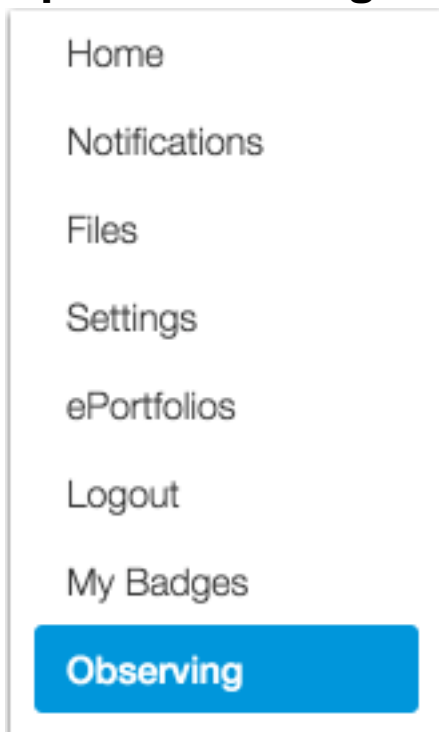 Home
Notifications
Files
Settings
ePortfolios
Logout
My Badges
Observing